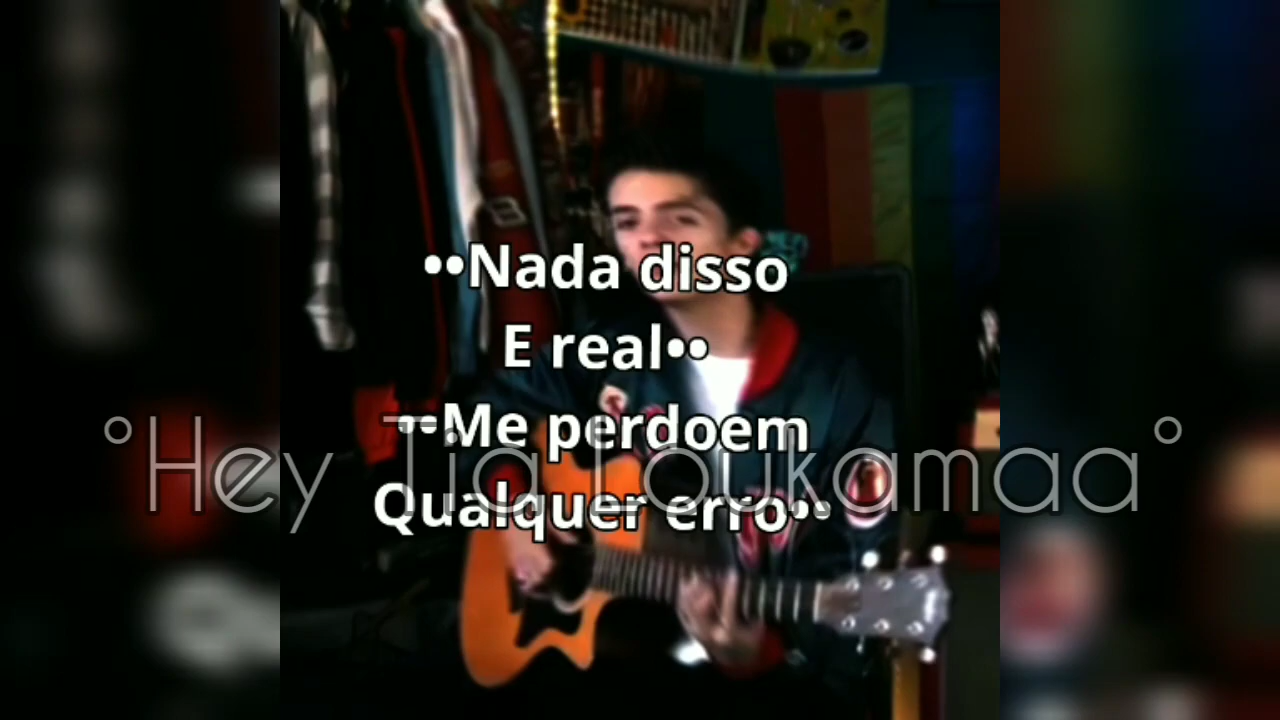 ••Nada disso
E real••
••Me perdoem
Qualquer erro••
°Hey Tia Loukamaa°